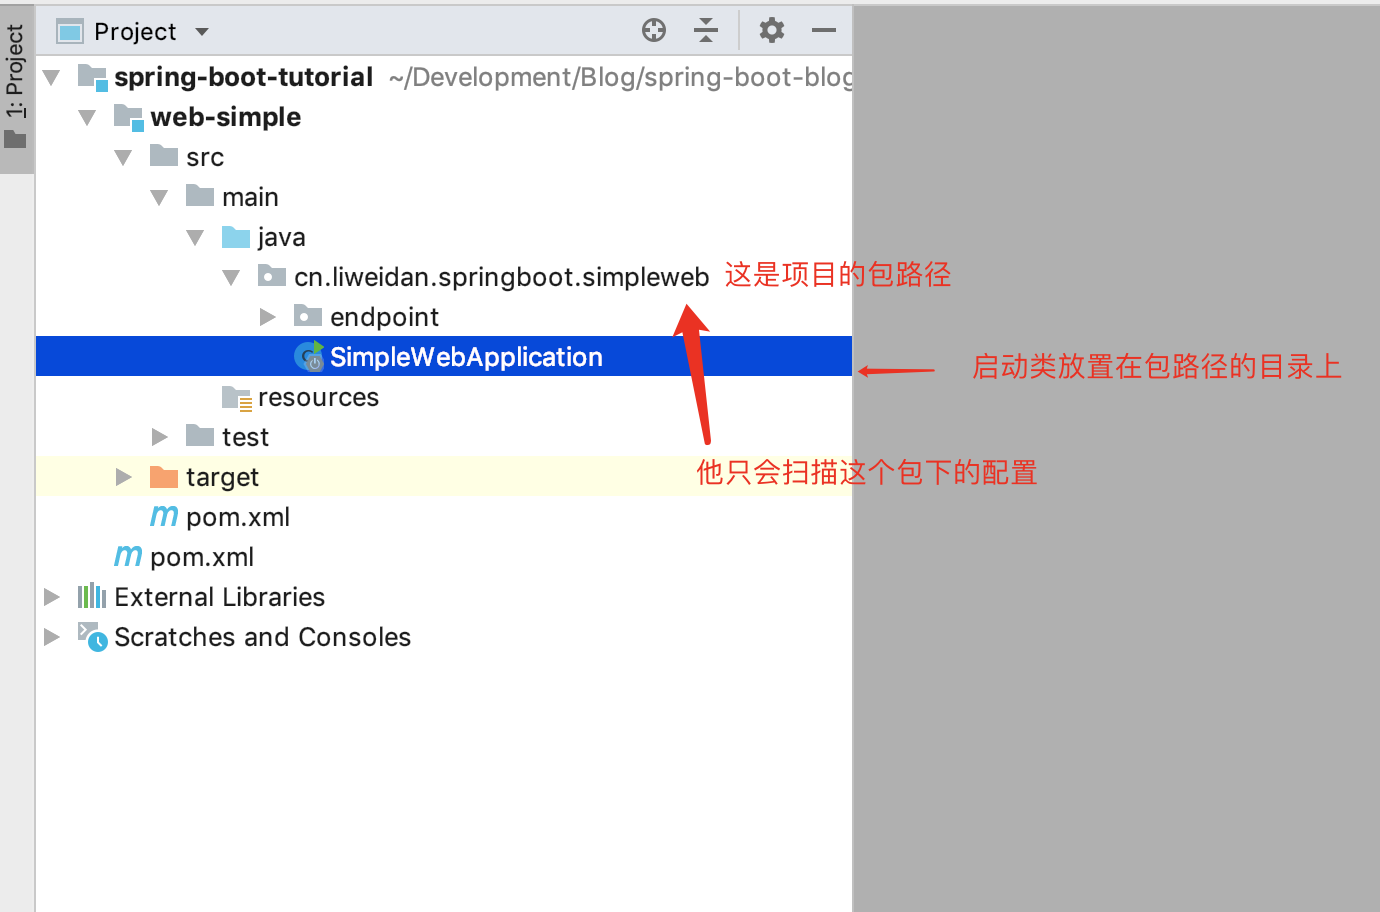 Project
1: Project
spring-boot-tutorial ~/Development/Blog/spring-boot-blog
web-simple
src
main
java
cn.liweidan.springboot.simpleweb 这是项目的包路径
endpoint
SimpleWebApplication
启动类放置在包路径的目录上
resources
test
他只会扫描这个包下的配置
target
pom.xml
pom.xml
External Libraries
Scratches and Consoles